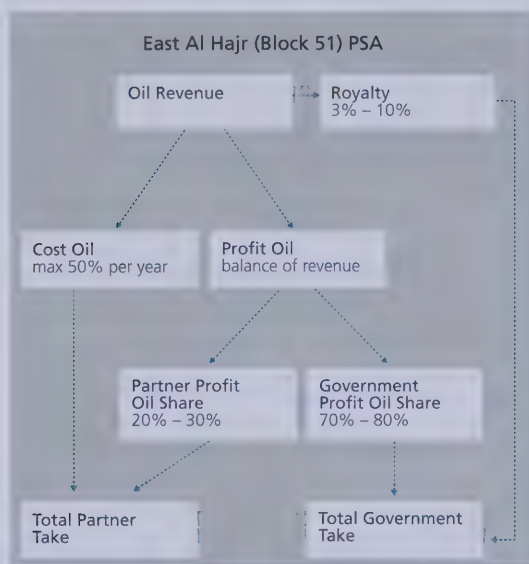 East Al Hajr (Block 51) PSA
Oil Revenue
Royalty
3% – 10%
Cost Oil
max 50% per year
Profit Oil
balance of revenue
Partner Profit
Oil Share
20% – 30%
Government
Profit Oil Share
70% – 80%
Total Partner
Take
Total Government
Take